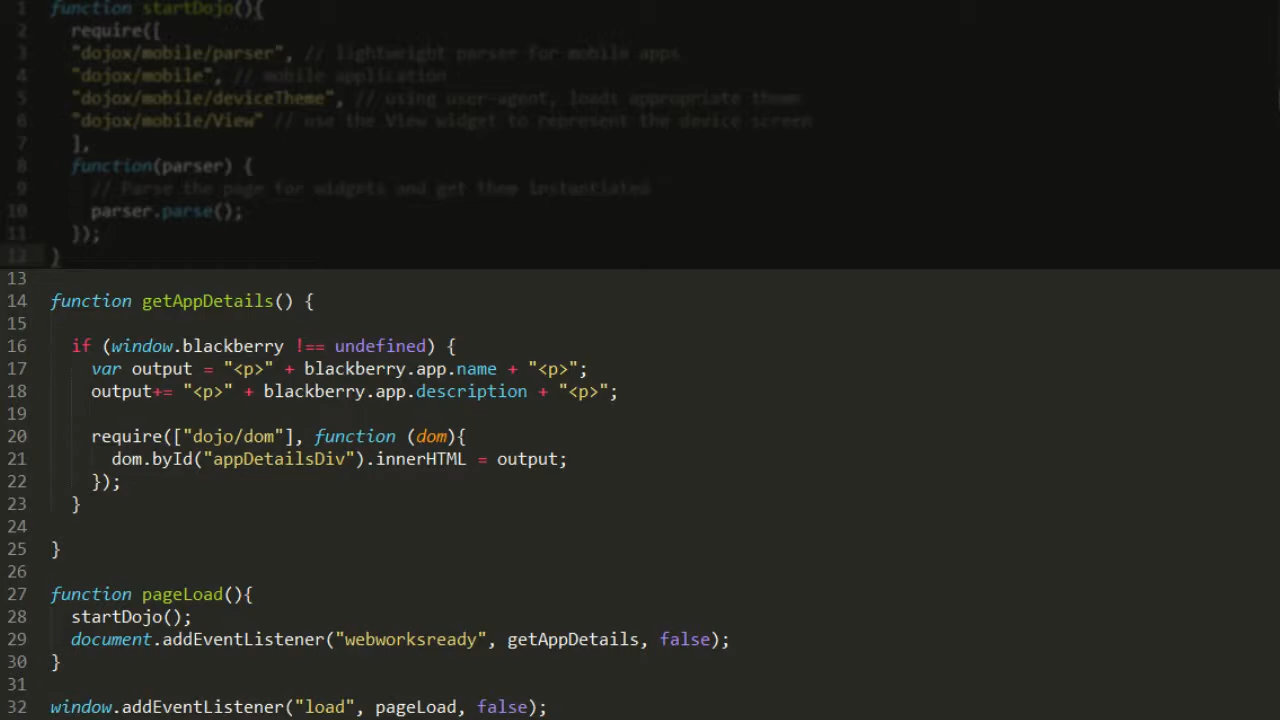 1 function startDojo(){
2 require([
3 "dojox/mobile/parser", // lightweight parser for mobile apps
4 "dojox/mobile", // mobile application
5 "dojox/mobile/deviceTheme", // using user-agent, loads appropriate theme
6 "dojox/mobile/View" // use the View widget to represent the device screen
7 ],
8 function(parser) {
9 // Parse the page for widgets and get them instantiated
10 parser.parse();
11 });
12 }
13
14 function getAppDetails() {
15
16 if (window.blackberry !== undefined) {
17 var output = "<p>" + blackberry.app.name + "<p>";
18 output+= "<p>" + blackberry.app.description + "<p>";
19
20 require(["dojo/dom"], function (dom){
21 dom.byId("appDetailsDiv").innerHTML = output;
22 });
23 }
24
25 }
26
27 function pageLoad(){
28 startDojo();
29 document.addEventListener("webworksready", getAppDetails, false);
30 }
31
32 window.addEventListener("load", pageLoad, false);